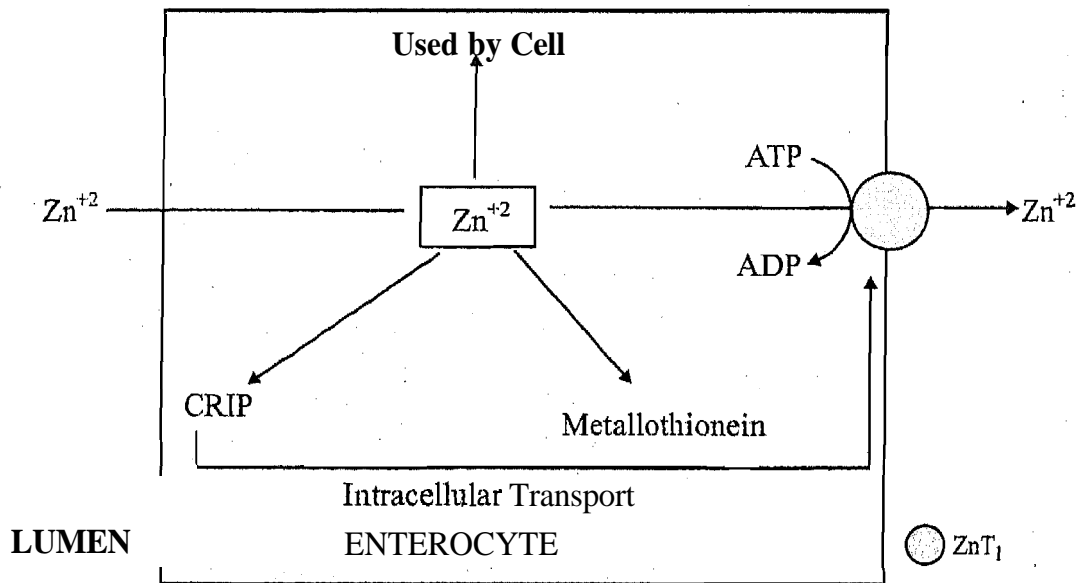 Used by Cell
ATP
Zn⁺²
Zn⁺²
Zn⁺²
ADP
CRIP
Metallothionein
Intracellular Transport
LUMEN
ENTEROCYTE
ZnT₁